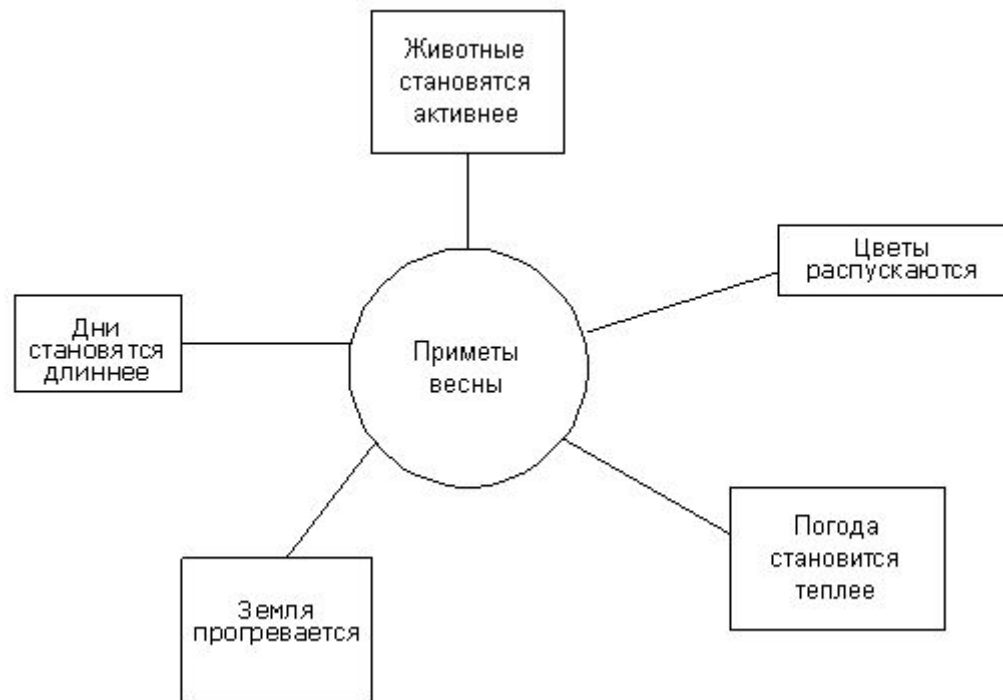 Животные
становятся
активнее
Цветы
распускаются
Дни
становятся
длиннее
Приметы
весны
Погода
становится
теплее
Земля
прогревается